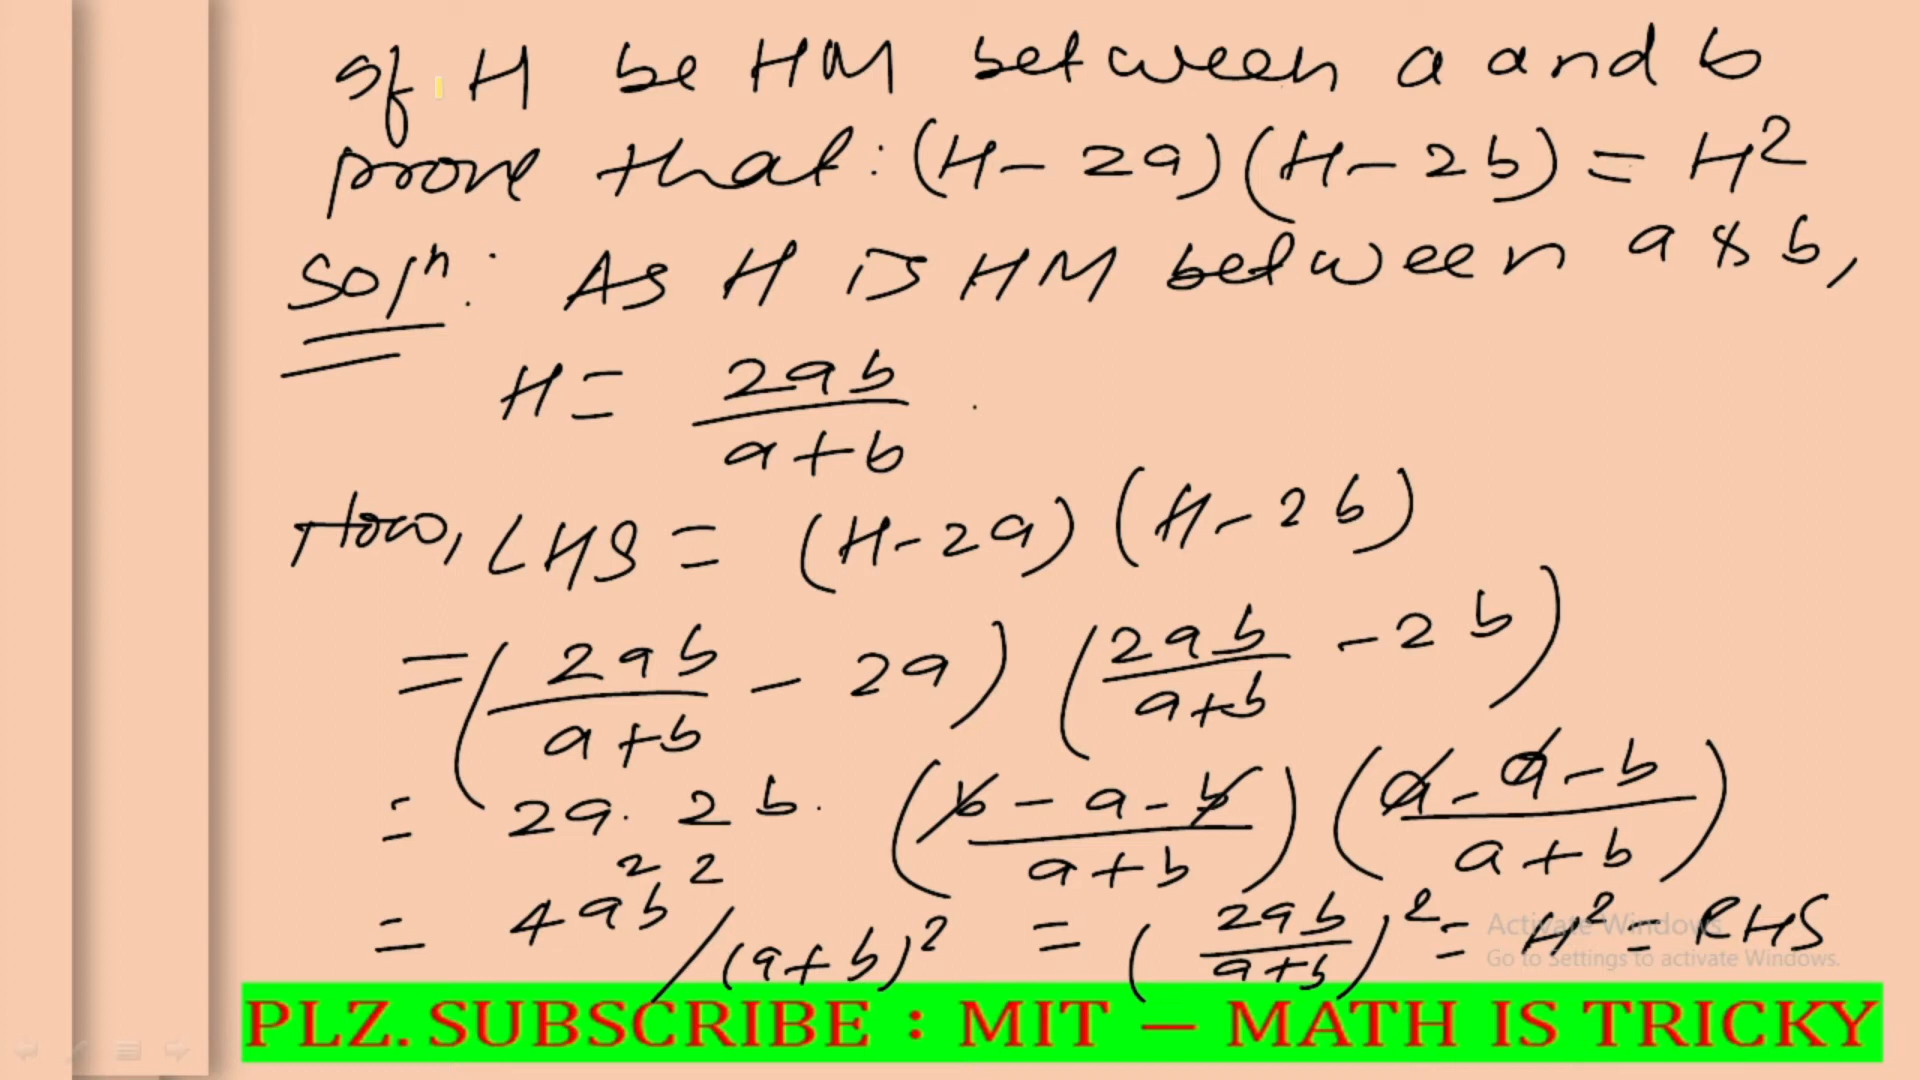 If H be HM between a and b
prove that: (H - 2a)(H - 2b) = H²
Solⁿ: As H is HM between a & b,
H = 2ab/a+b
Now, LHS = (H - 2a)(H - 2b)
= (2ab/a+b - 2a)(2ab/a+b - 2b)
= 2a. 2b. (b - a - b/a+b)(a - a - b/a+b)
= 4a²b²/(a+b)² = (2ab/a+b)² = H² = RHS
Activate Windows
Go to Settings to activate Windows.
PLZ. SUBSCRIBE : MIT – MATH IS TRICKY